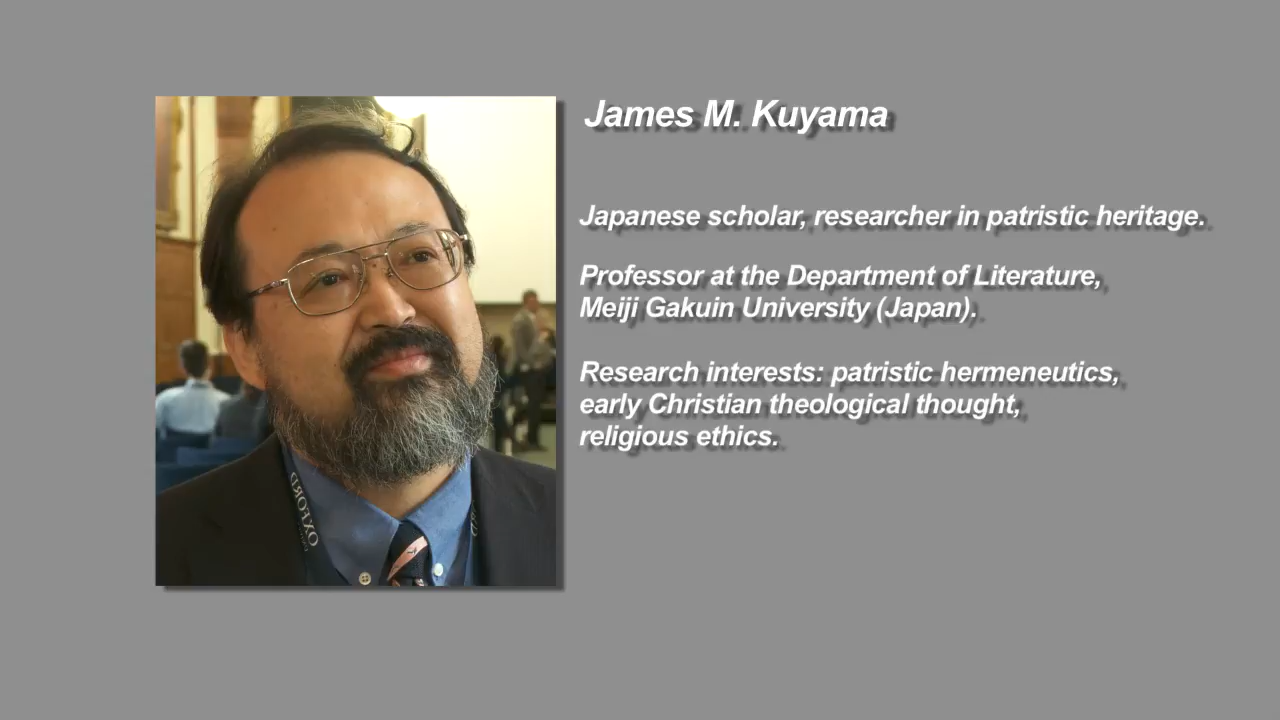 James M. Kuyama
Japanese scholar, researcher in patristic heritage.
Professor at the Department of Literature,
Meiji Gakuin University (Japan).
Research interests: patristic hermeneutics,
early Christian theological thought,
religious ethics.
OXFORD